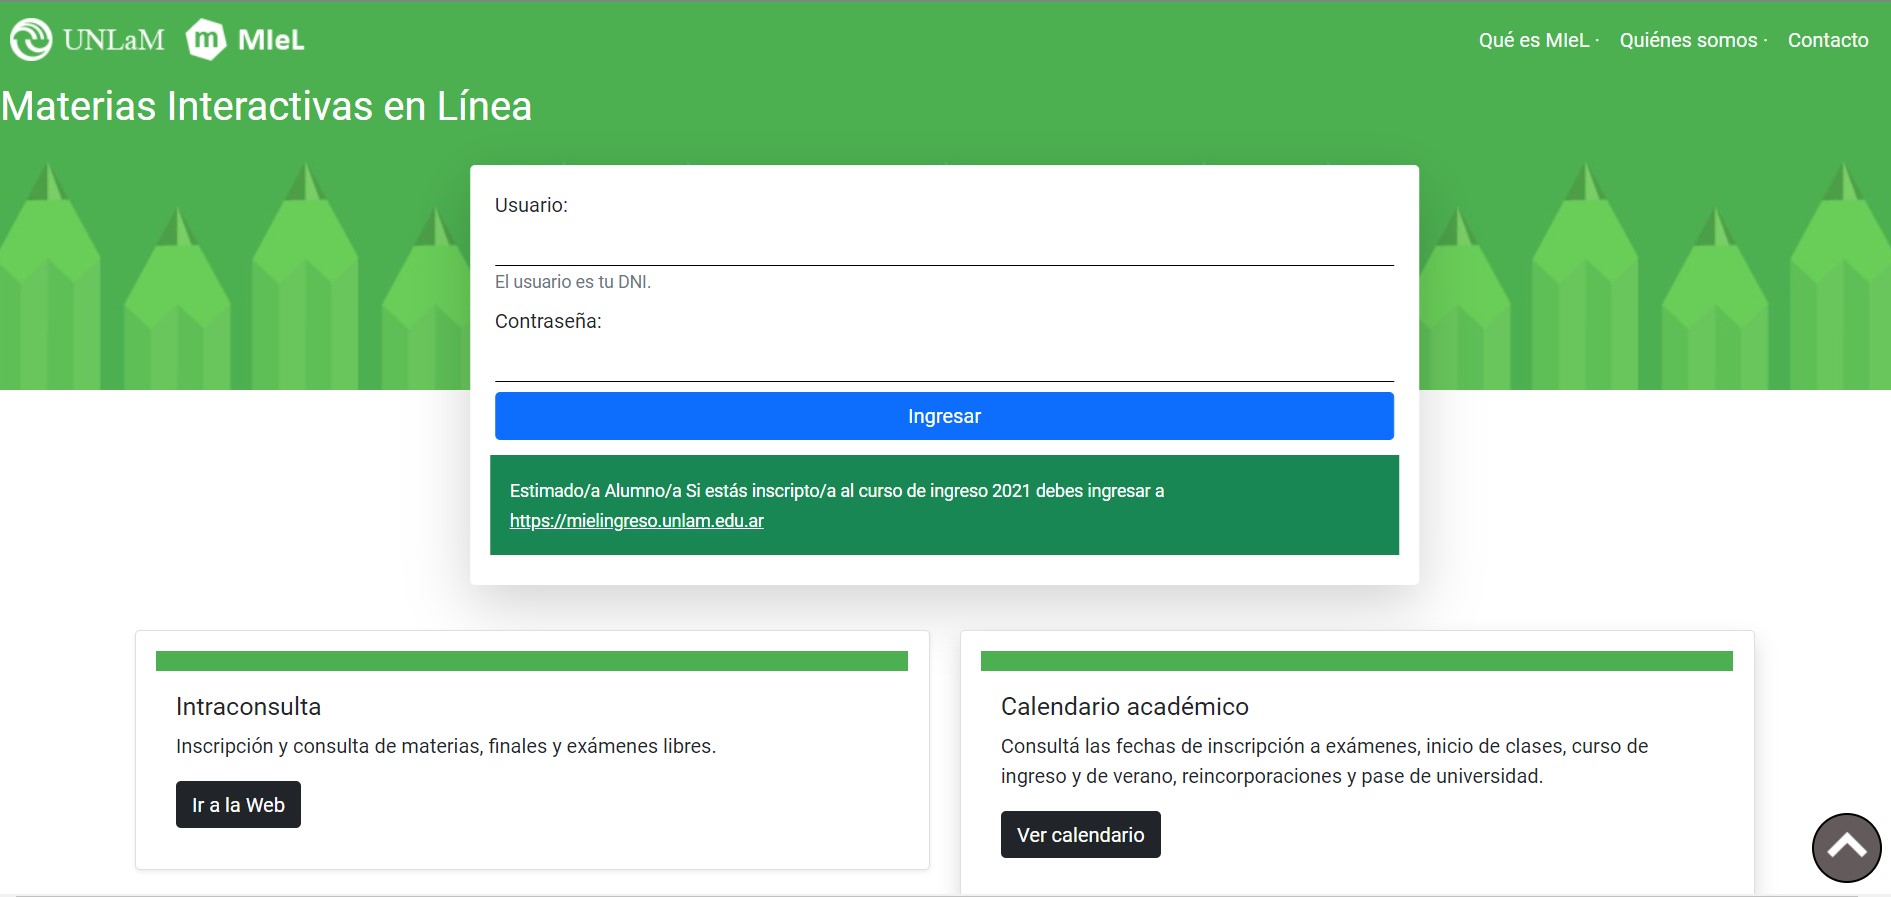 UNLaM m MIeL
Qué es MIeL · Quiénes somos · Contacto
Materias Interactivas en Línea
Usuario:
El usuario es tu DNI.
Contraseña:
Ingresar
Estimado/a Alumno/a Si estás inscripto/a al curso de ingreso 2021 debes ingresar a
https://mielingreso.unlam.edu.ar
Intraconsulta
Inscripción y consulta de materias, finales y exámenes libres.
Ir a la Web
Calendario académico
Consultá las fechas de inscripción a exámenes, inicio de clases, curso de
ingreso y de verano, reincorporaciones y pase de universidad.
Ver calendario